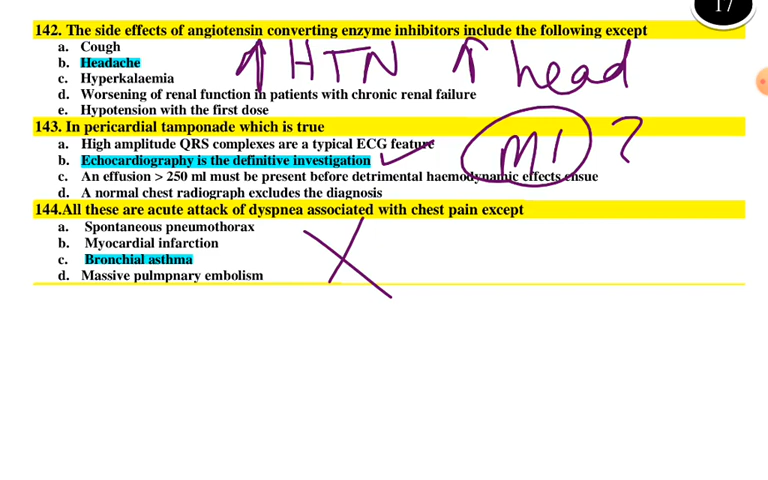 17
142. The side effects of angiotensin converting enzyme inhibitors include the following except
a. Cough
b. Headache
c. Hyperkalaemia
d. Worsening of renal function in patients with chronic renal failure
e. Hypotension with the first dose
↑ HTN ↑ head
143. In pericardial tamponade which is true
a. High amplitude QRS complexes are a typical ECG feature
b. Echocardiography is the definitive investigation
c. An effusion > 250 ml must be present before detrimental haemodynamic effects ensue
d. A normal chest radiograph excludes the diagnosis
MI ?
144.All these are acute attack of dyspnea associated with chest pain except
a. Spontaneous pneumothorax
b. Myocardial infarction
c. Bronchial asthma
d. Massive pulmpnary embolism